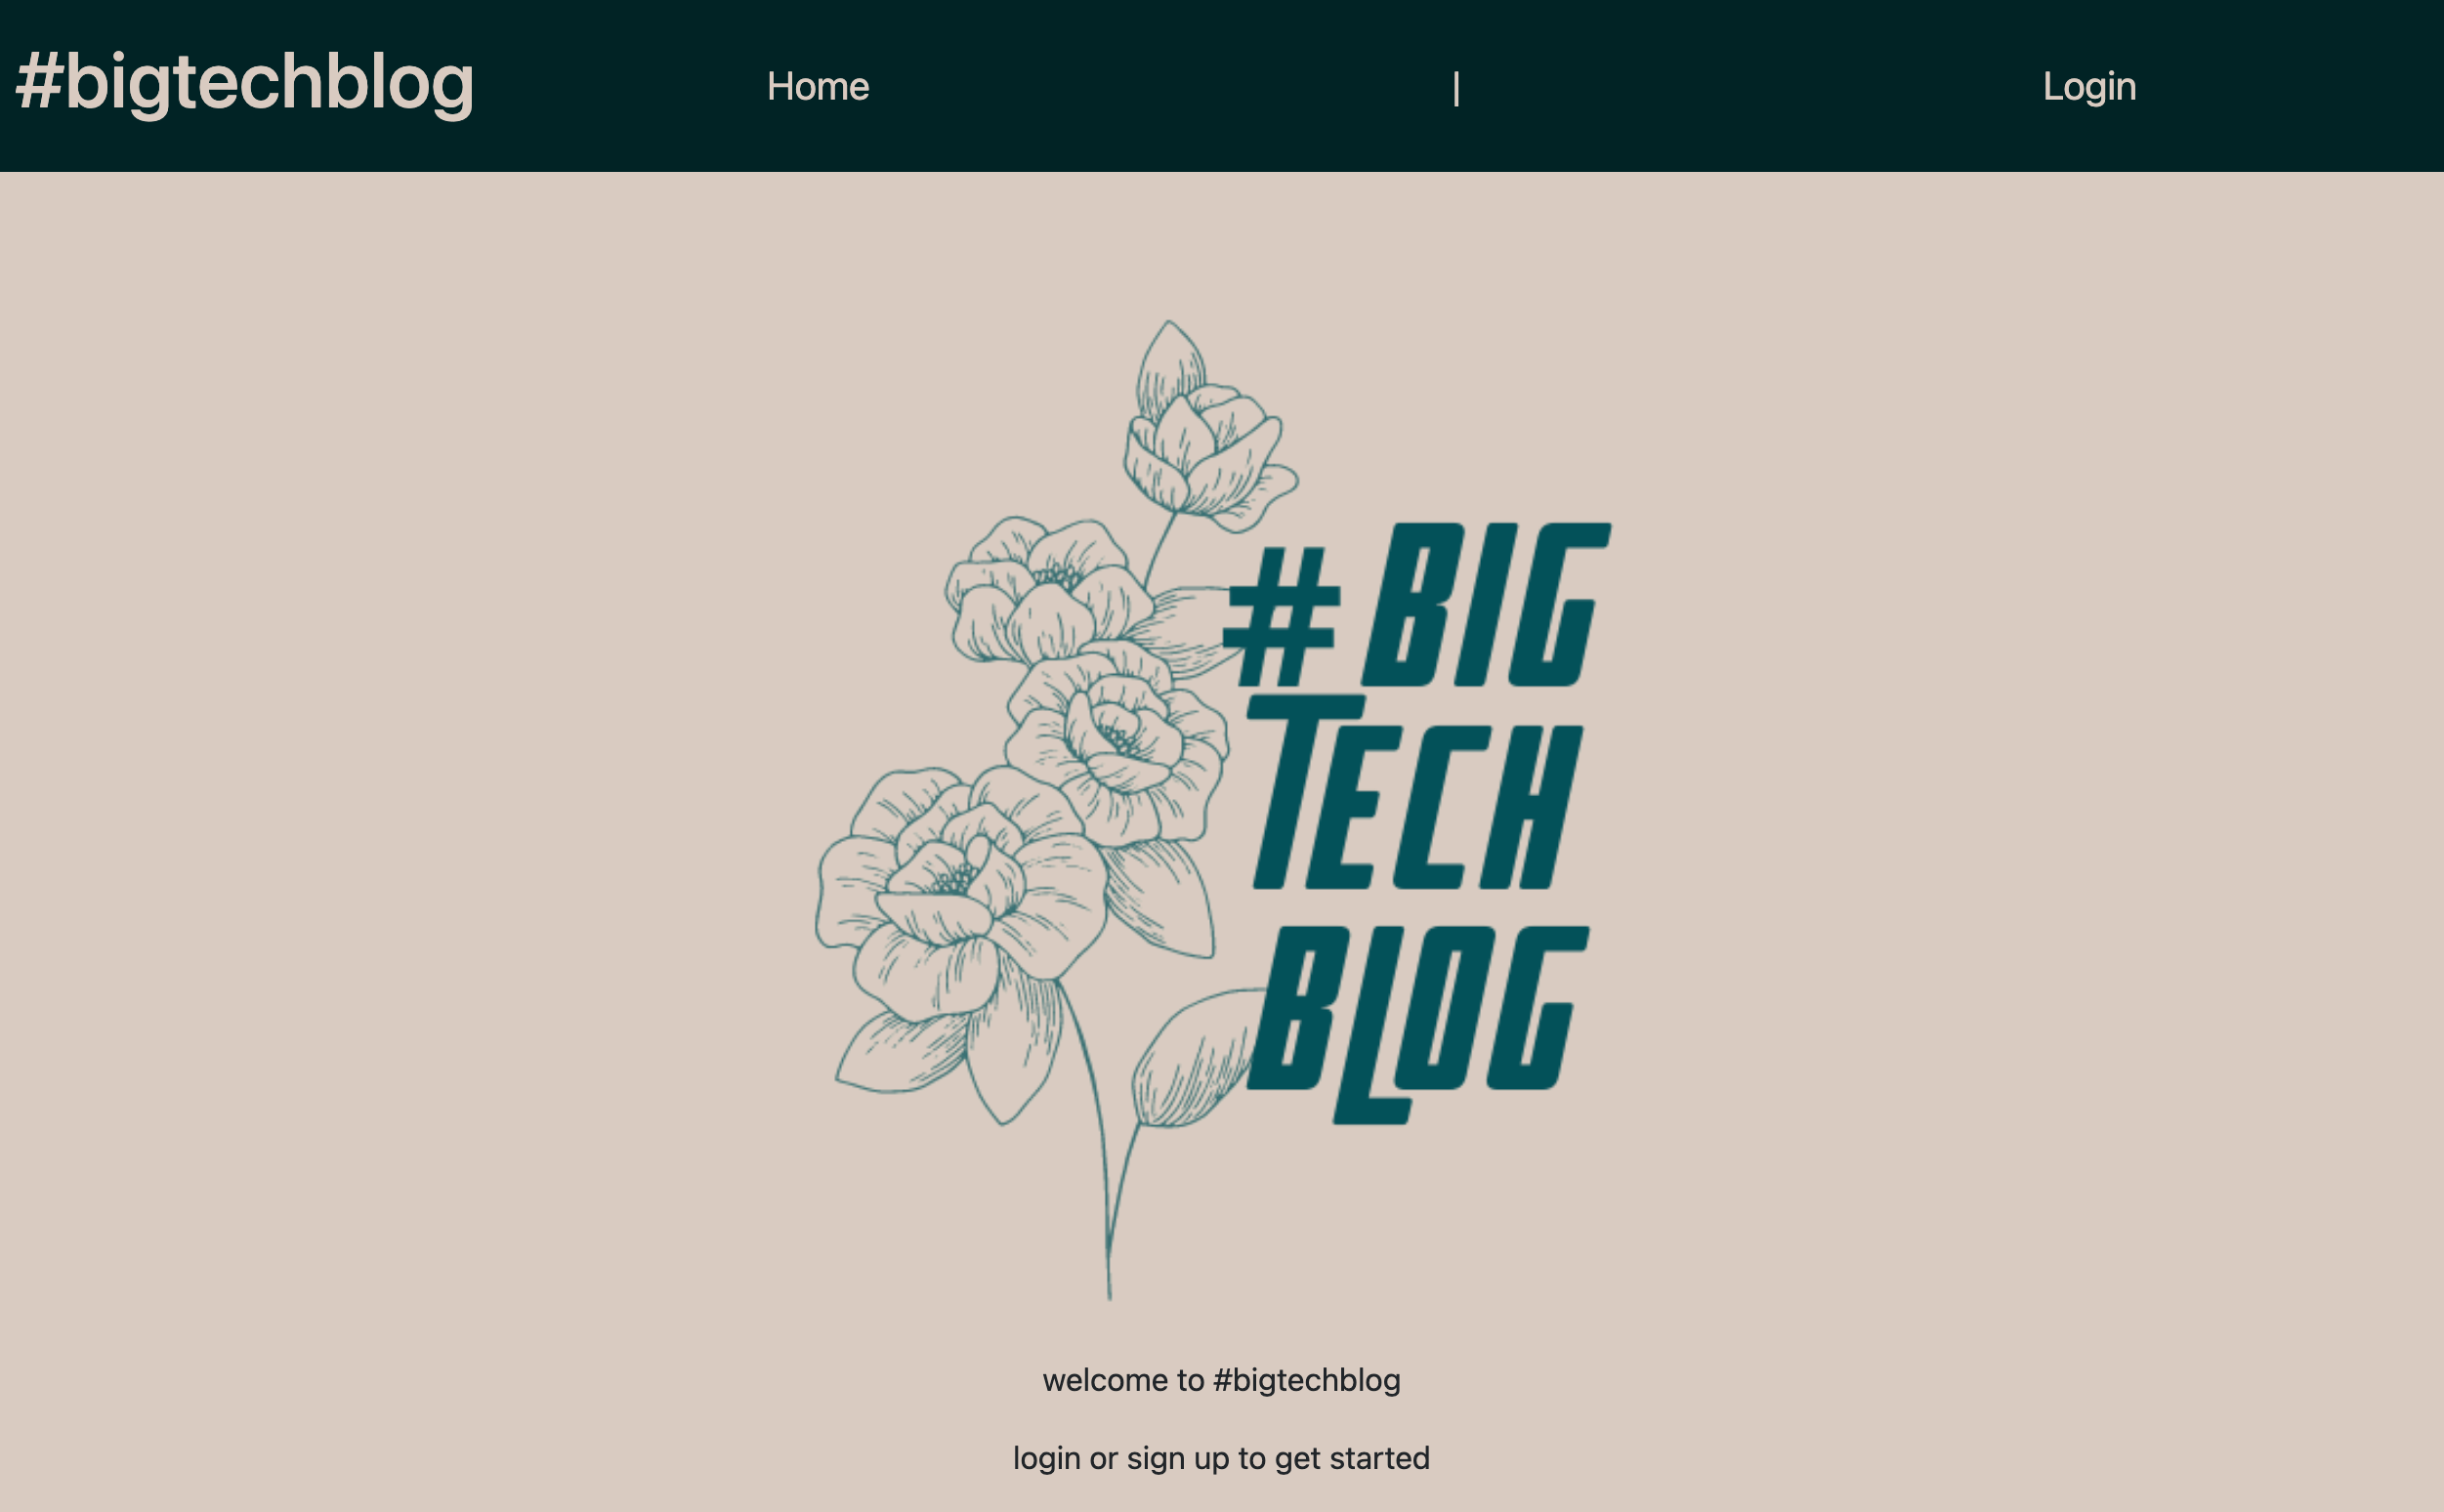 #bigtechblog Home | Login
#BIG
TECH
BLOG
welcome to #bigtechblog
login or sign up to get started